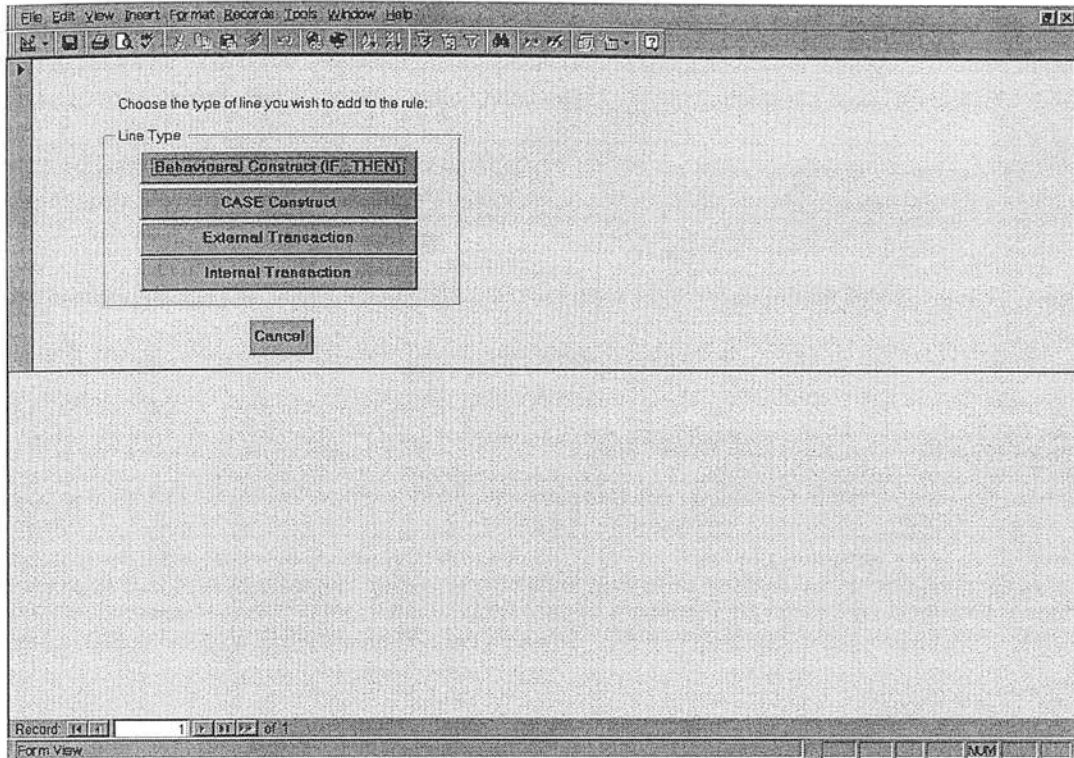 File Edit View Insert Format Records Tools Window Help
Choose the type of line you wish to add to the rule:
Line Type
Behavioural Construct (IF...THEN)
CASE Construct
External Transaction
Internal Transaction
Cancel
Record: 1 of 1
Form View NUM